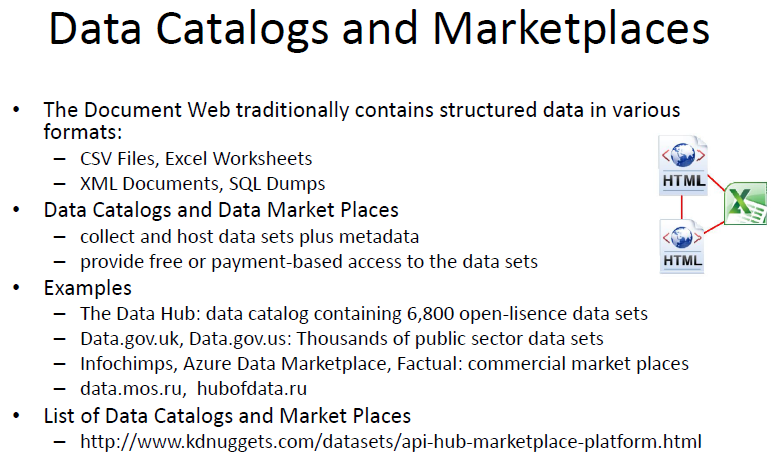 Data Catalogs and Marketplaces
• The Document Web traditionally contains structured data in various
formats:
– CSV Files, Excel Worksheets
– XML Documents, SQL Dumps
• Data Catalogs and Data Market Places
– collect and host data sets plus metadata
– provide free or payment-based access to the data sets
• Examples
– The Data Hub: data catalog containing 6,800 open-lisence data sets
– Data.gov.uk, Data.gov.us: Thousands of public sector data sets
– Infochimps, Azure Data Marketplace, Factual: commercial market places
– data.mos.ru, hubofdata.ru
• List of Data Catalogs and Market Places
– http://www.kdnuggets.com/datasets/api-hub-marketplace-platform.html
HTML
X
HTML